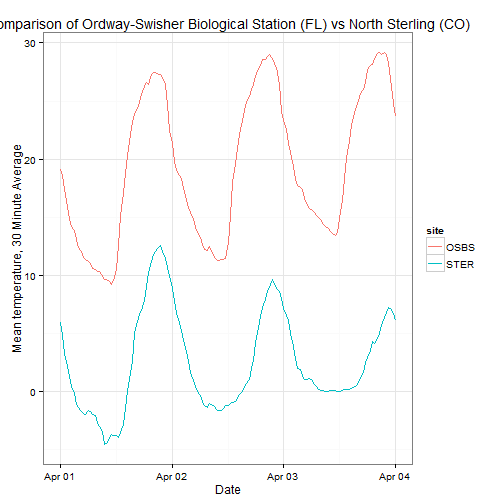 omparison of Ordway-Swisher Biological Station (FL) vs North Sterling (CO)
30
20
10
0
Mean temperature, 30 Minute Average
Apr 01 Apr 02 Apr 03 Apr 04
Date
site
OSBS
STER